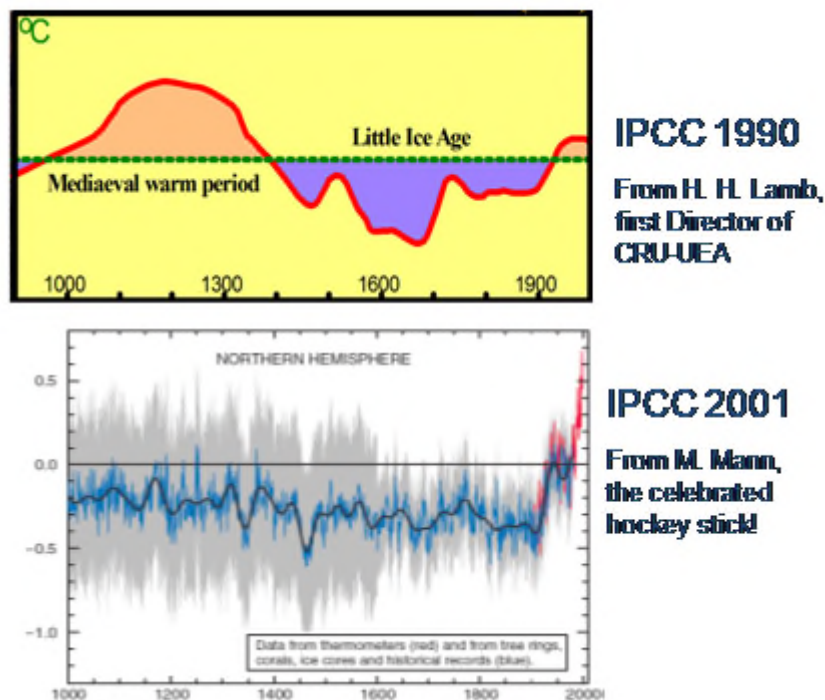 °C
Little Ice Age
Mediaeval warm period
1000 1300 1600 1900
IPCC 1990
From H. H. Lamb,
first Director of
CRU-UEA
NORTHERN HEMISPHERE
0.5
0.0
−0.5
−1.0
Data from thermometers (red) and from tree rings,
corals, ice cores and historical records (blue).
1000 1200 1400 1600 1800 2000
IPCC 2001
From M. Mann,
the celebrated
hockey stick!